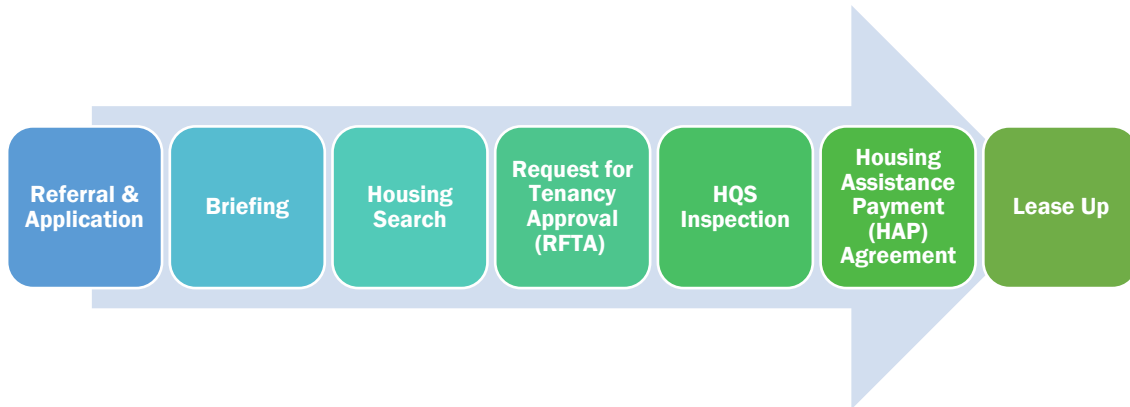 Referral &
Application
Briefing
Housing
Search
Request for
Tenancy
Approval
(RFTA)
HQS
Inspection
Housing
Assistance
Payment
(HAP)
Agreement
Lease Up